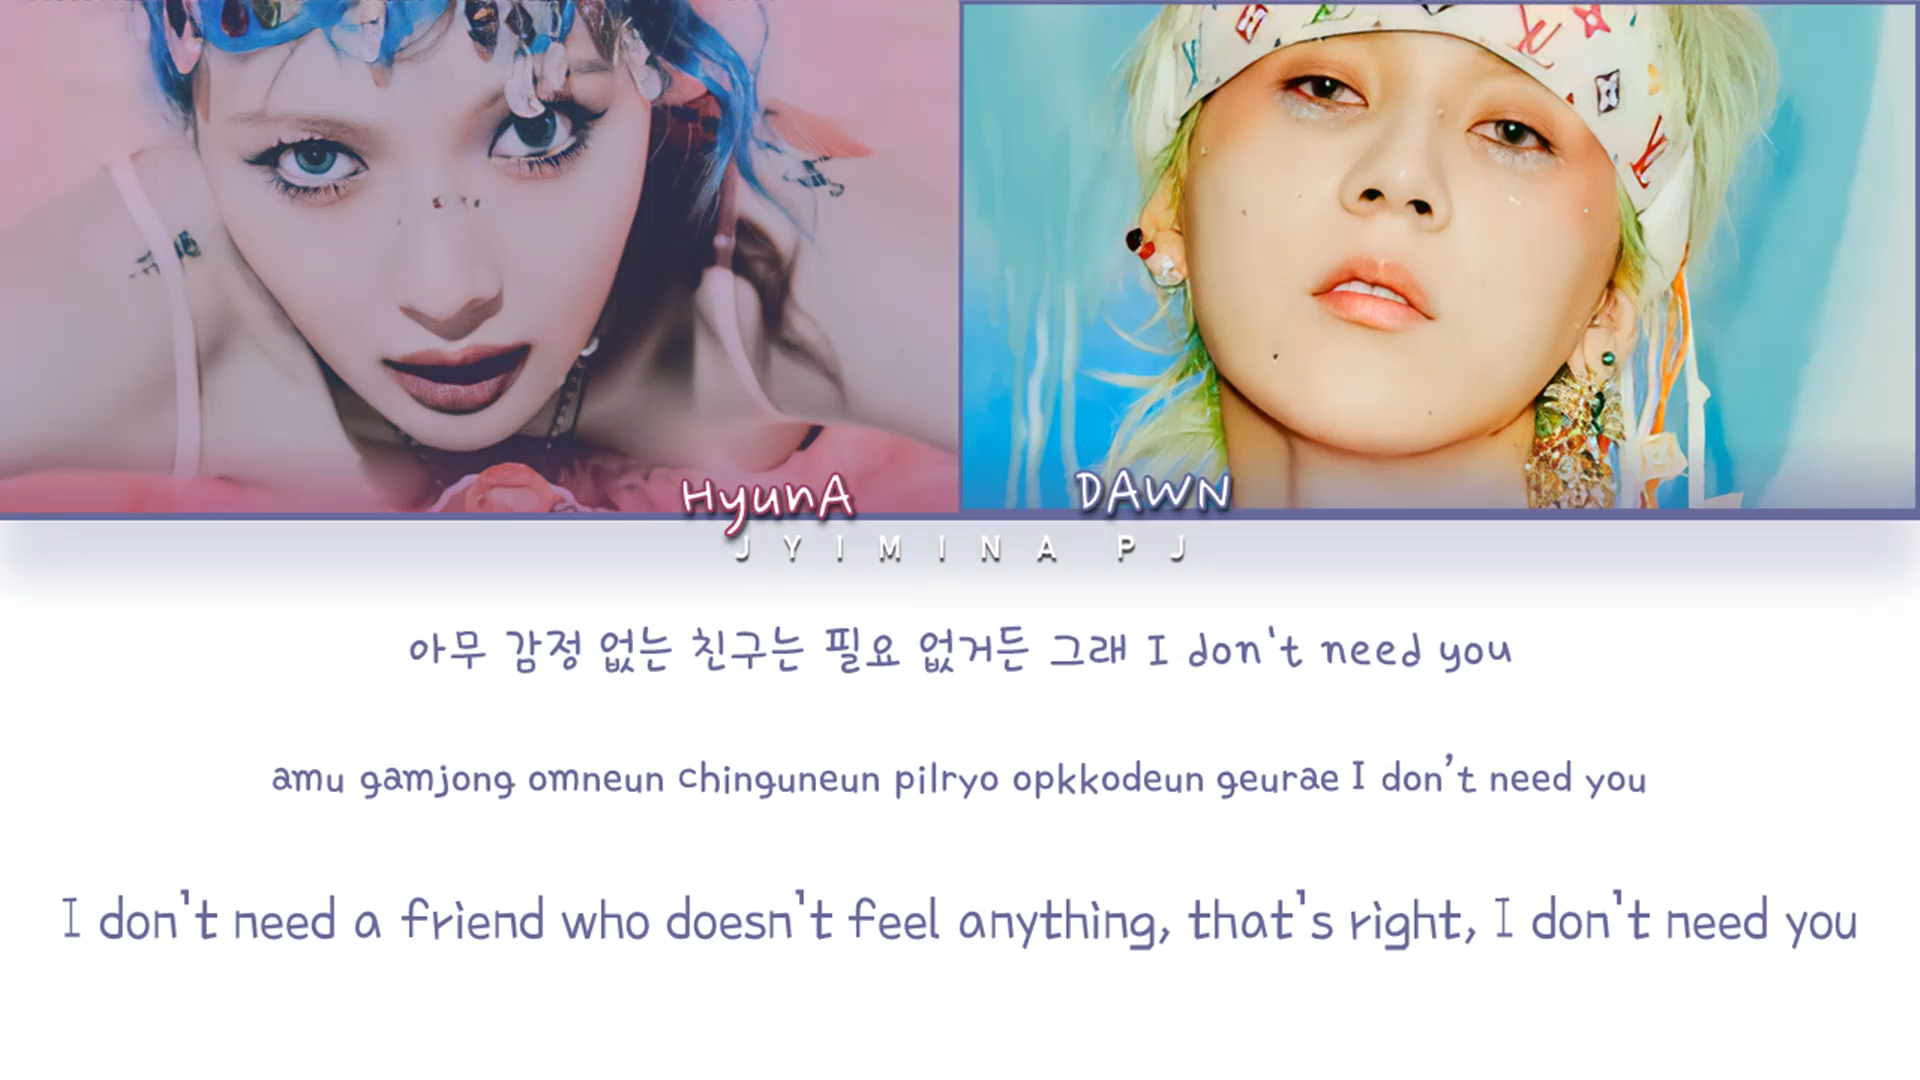 HyunA DAWN
JYIMINA PJ
아무 감정 없는 친구는 필요 없거든 그래 I don't need you
amu gamjong omneun chinguneun pilryo opkkodeun geurae I don't need you
I don't need a friend who doesn't feel anything, that's right, I don't need you